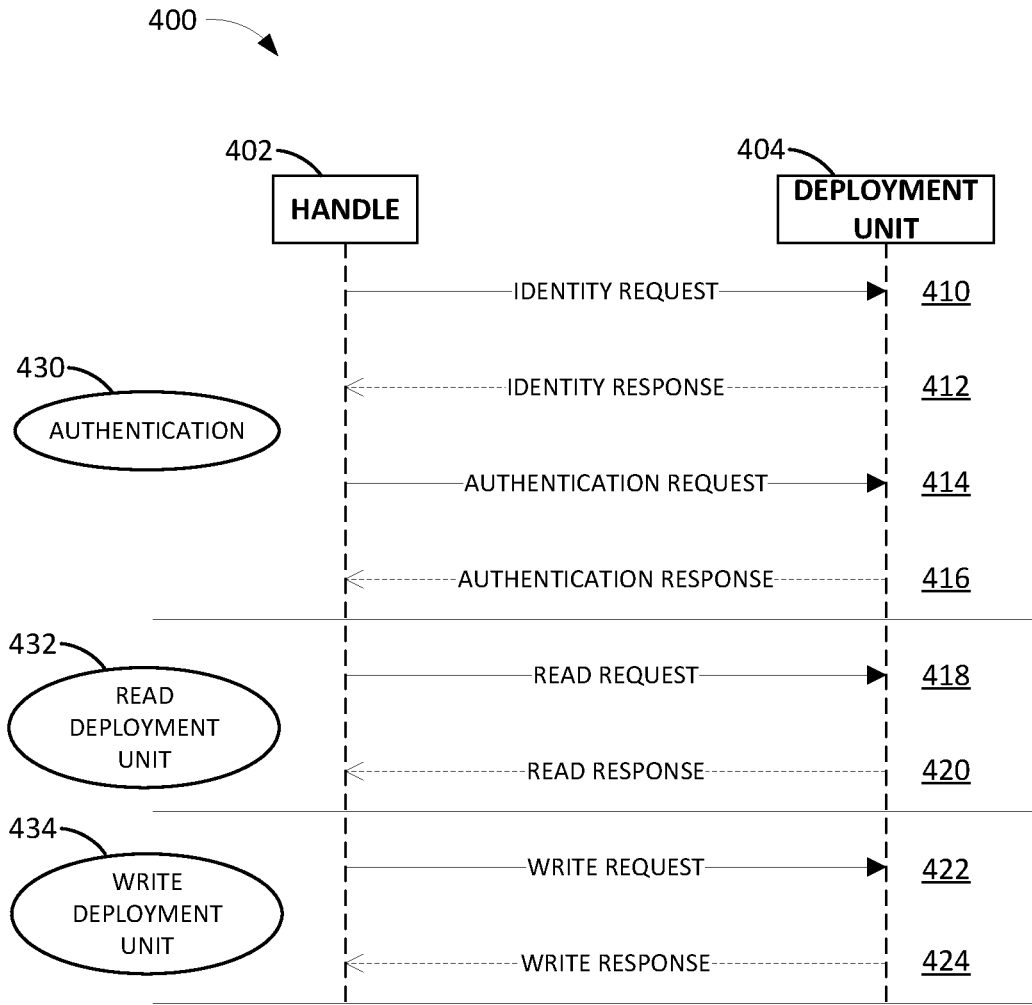 400
402
404
HANDLE
DEPLOYMENT
UNIT
IDENTITY REQUEST
410
430
IDENTITY RESPONSE
412
AUTHENTICATION
AUTHENTICATION REQUEST
414
AUTHENTICATION RESPONSE
416
432
READ
DEPLOYMENT
UNIT
READ REQUEST
418
READ RESPONSE
420
434
WRITE
DEPLOYMENT
UNIT
WRITE REQUEST
422
WRITE RESPONSE
424